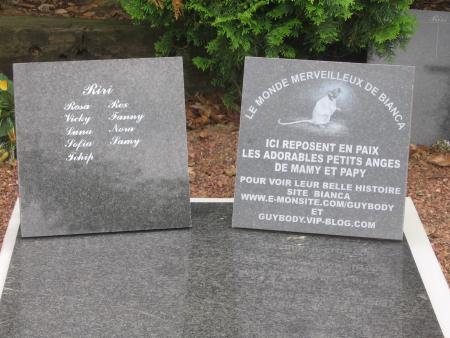 Riri
Rosa Rex
Vicky Fanny
Luna Nora
Sofia Samy
Schip
LE MONDE MERVEILLEUX DE BIANCA
ICI REPOSENT EN PAIX
LES ADORABLES PETITS ANGES
DE MAMY ET PAPY
POUR VOIR LEUR BELLE HISTOIRE
SITE BIANCA
WWW.E-MONSITE.COM/GUYBODY
ET
GUYBODY.VIP-BLOG.COM
Riri